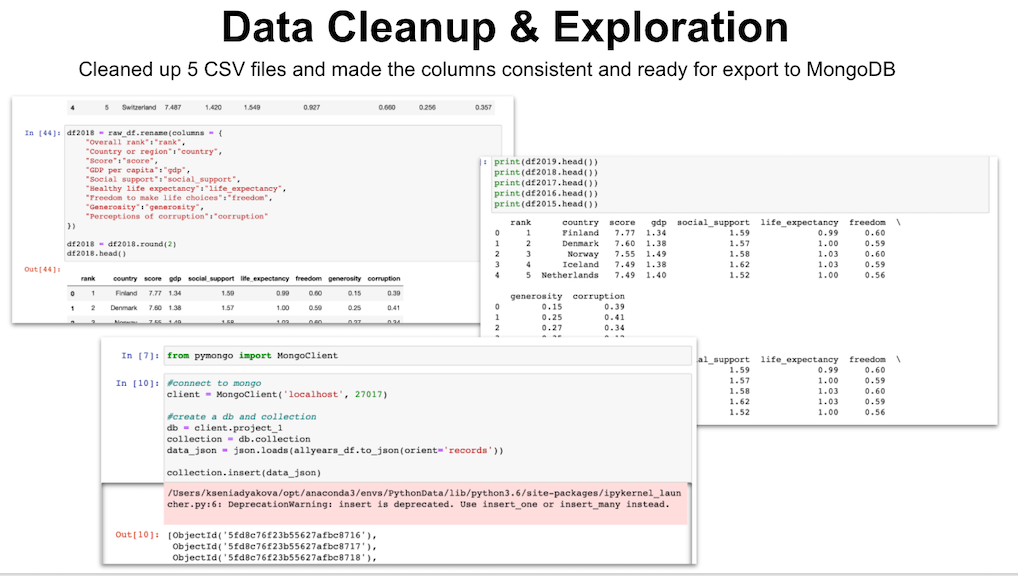 Data Cleanup & Exploration
Cleaned up 5 CSV files and made the columns consistent and ready for export to MongoDB
4 5 Switzerland 7.487 1.420 1.549 0.927 0.660 0.256 0.357
In [44]: df2018 = raw_df.rename(columns = {
"Overall rank":"rank",
"Country or region":"country",
"Score":"score",
"GDP per capita":"gdp",
"Social support":"social_support",
"Healthy life expectancy":"life_expectancy",
"Freedom to make life choices":"freedom",
"Generosity":"generosity",
"Perceptions of corruption":"corruption"
})
df2018 = df2018.round(2)
df2018.head()
Out[44]:
rank country score gdp social_support life_expectancy freedom generosity corruption
0 1 Finland 7.77 1.34 1.59 0.99 0.60 0.15 0.39
1 2 Denmark 7.60 1.38 1.57 1.00 0.59 0.25 0.41
2 3 Norway 7.55 1.49 1.58 1.03 0.60 0.27 0.34
]: print(df2019.head())
print(df2018.head())
print(df2017.head())
print(df2016.head())
print(df2015.head())
rank country score gdp social_support life_expectancy freedom \
0 1 Finland 7.77 1.34 1.59 0.99 0.60
1 2 Denmark 7.60 1.38 1.57 1.00 0.59
2 3 Norway 7.55 1.49 1.58 1.03 0.60
3 4 Iceland 7.49 1.38 1.62 1.03 0.59
4 5 Netherlands 7.49 1.40 1.52 1.00 0.56
generosity corruption
0 0.15 0.39
1 0.25 0.41
2 0.27 0.34
al_support life_expectancy freedom \
1.59 0.99 0.60
1.57 1.00 0.59
1.58 1.03 0.60
1.62 1.03 0.59
1.52 1.00 0.56
In [7]: from pymongo import MongoClient
In [10]: #connect to mongo
client = MongoClient('localhost', 27017)
#create a db and collection
db = client.project_1
collection = db.collection
data_json = json.loads(allyears_df.to_json(orient='records'))
collection.insert(data_json)
/Users/kseniadyakova/opt/anaconda3/envs/PythonData/lib/python3.6/site-packages/ipykernel_laun
cher.py:6: DeprecationWarning: insert is deprecated. Use insert_one or insert_many instead.
Out[10]: [ObjectId('5fd8c76f23b55627afbc8716'),
ObjectId('5fd8c76f23b55627afbc8717'),
ObjectId('5fd8c76f23b55627afbc8718'),